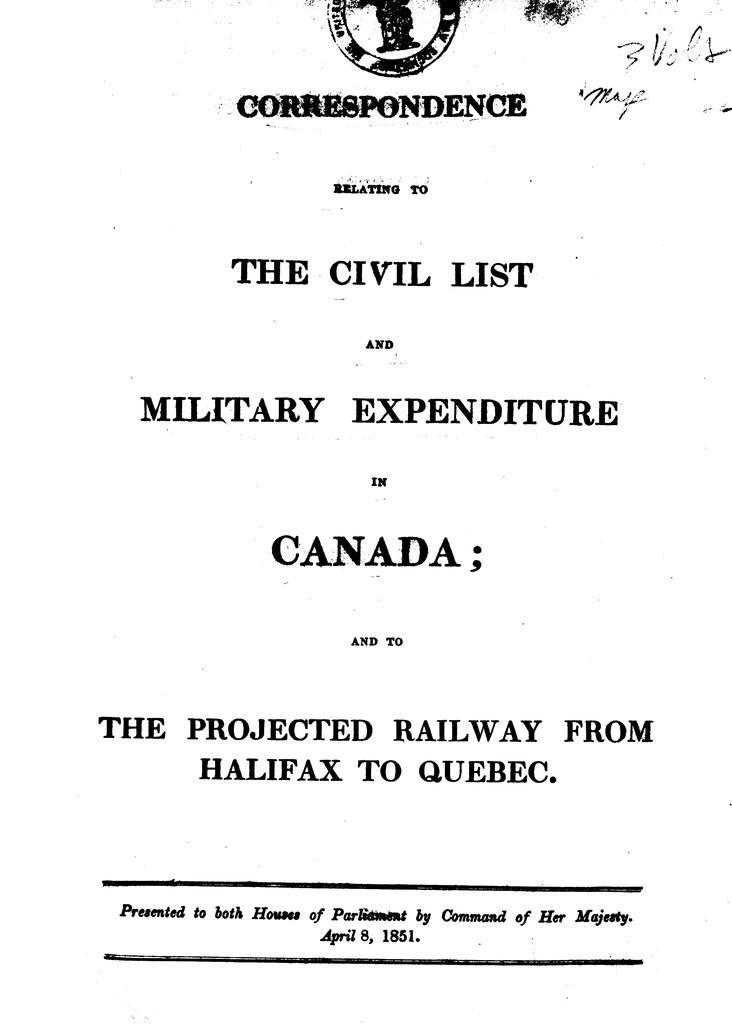 3 Vols
Map
CORRESPONDENCE
RELATING TO
THE CIVIL LIST
AND
MILITARY EXPENDITURE
IN
CANADA;
AND TO
THE PROJECTED RAILWAY FROM
HALIFAX TO QUEBEC.
Presented to both Houses of Parliament by Command of Her Majesty.
April 8, 1851.